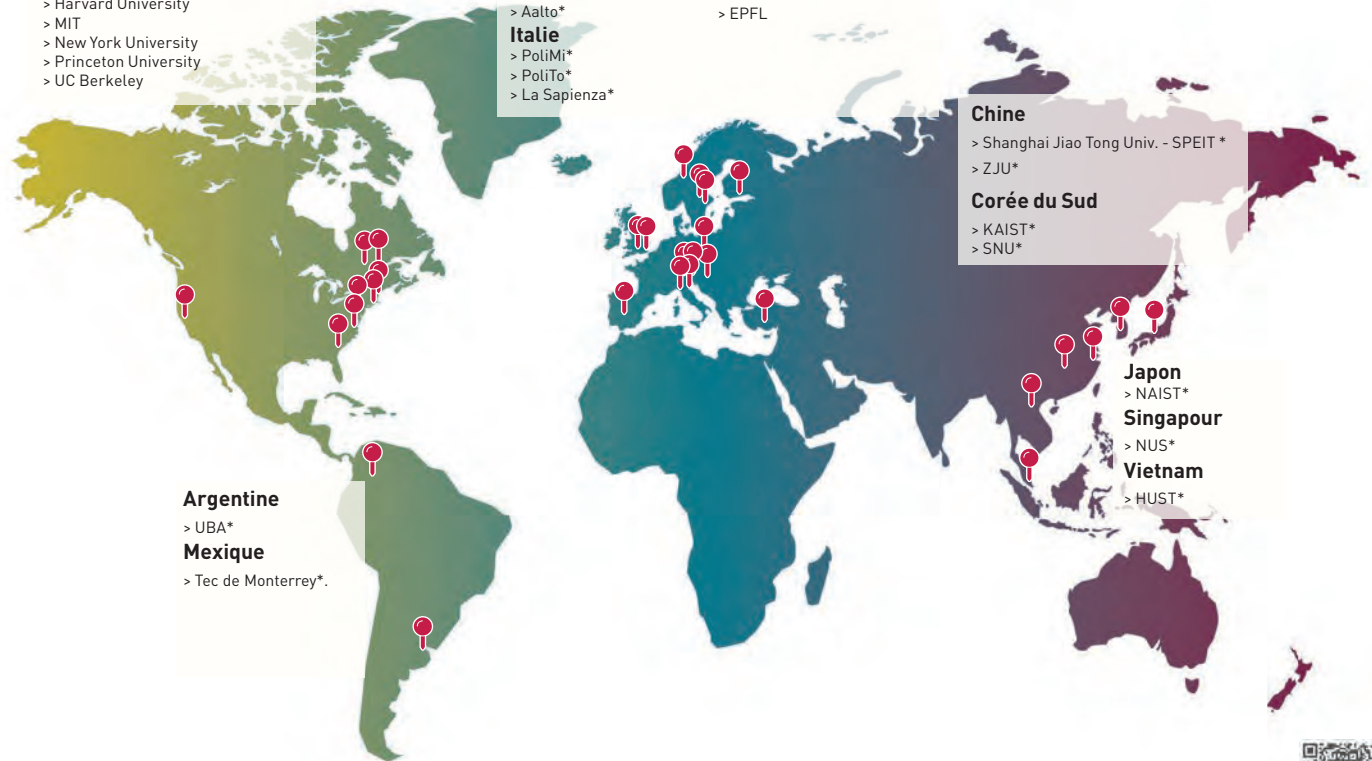 > Harvard University
> MIT
> New York University
> Princeton University
> UC Berkeley
> Aalto*
Italie
> PoliMi*
> PoliTo*
> La Sapienza*
> EPFL
Chine
> Shanghai Jiao Tong Univ. - SPEIT *
> ZJU*
Corée du Sud
> KAIST*
> SNU*
Japon
> NAIST*
Singapour
> NUS*
Vietnam
> HUST*
Argentine
> UBA*
Mexique
> Tec de Monterrey*.